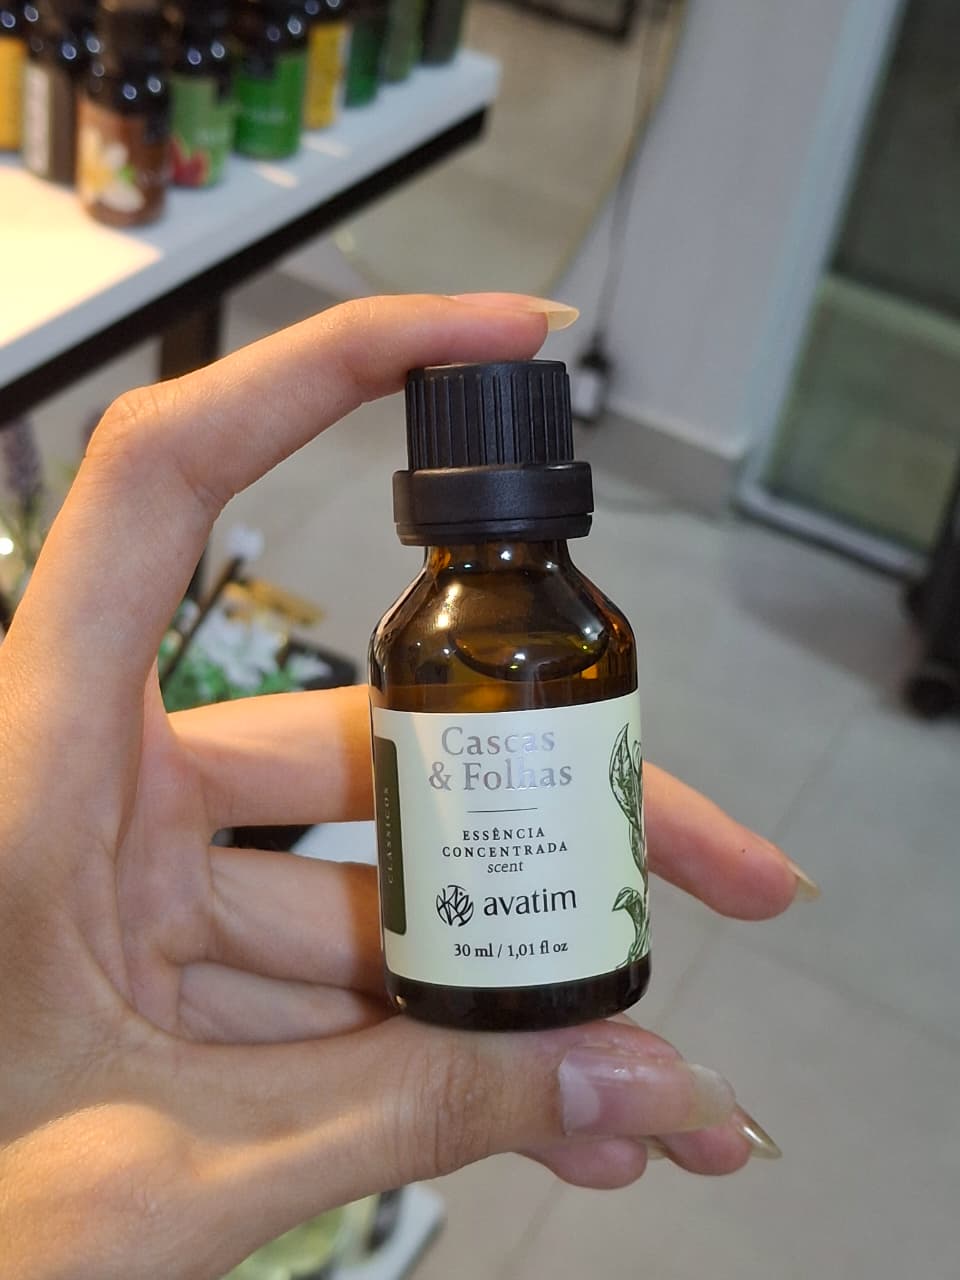 Cascas
& Folhas
ESSÊNCIA
CONCENTRADA
scent
avatim
30 ml / 1,01 fl oz
CLÁSSICOS